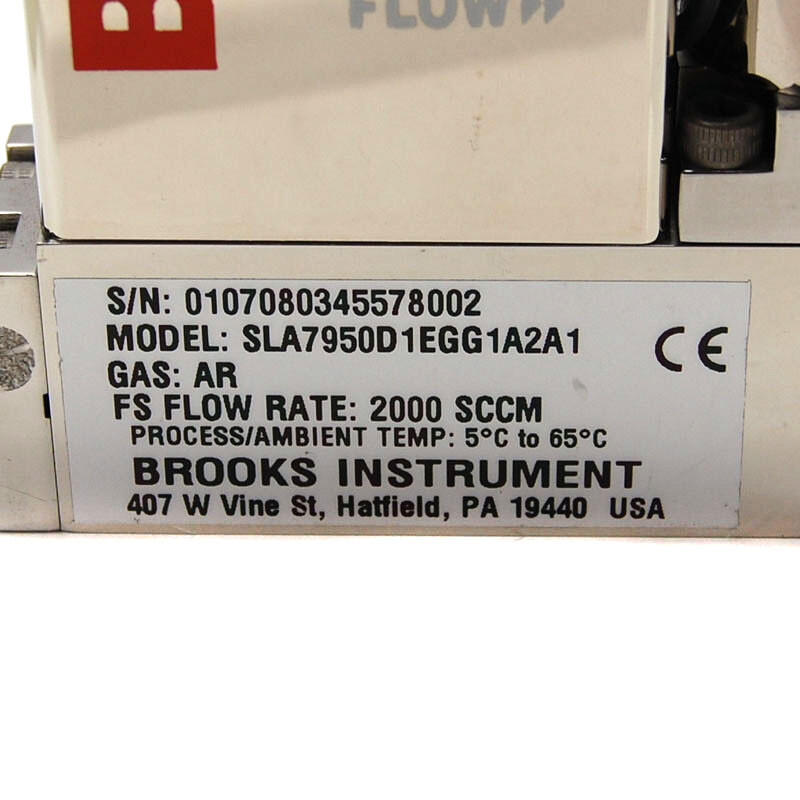 B
FLOW
S/N: 0107080345578002
MODEL: SLA7950D1EGG1A2A1
GAS: AR
FS FLOW RATE: 2000 SCCM
PROCESS/AMBIENT TEMP: 5°C to 65°C
BROOKS INSTRUMENT
407 W Vine St, Hatfield, PA 19440 USA
CE